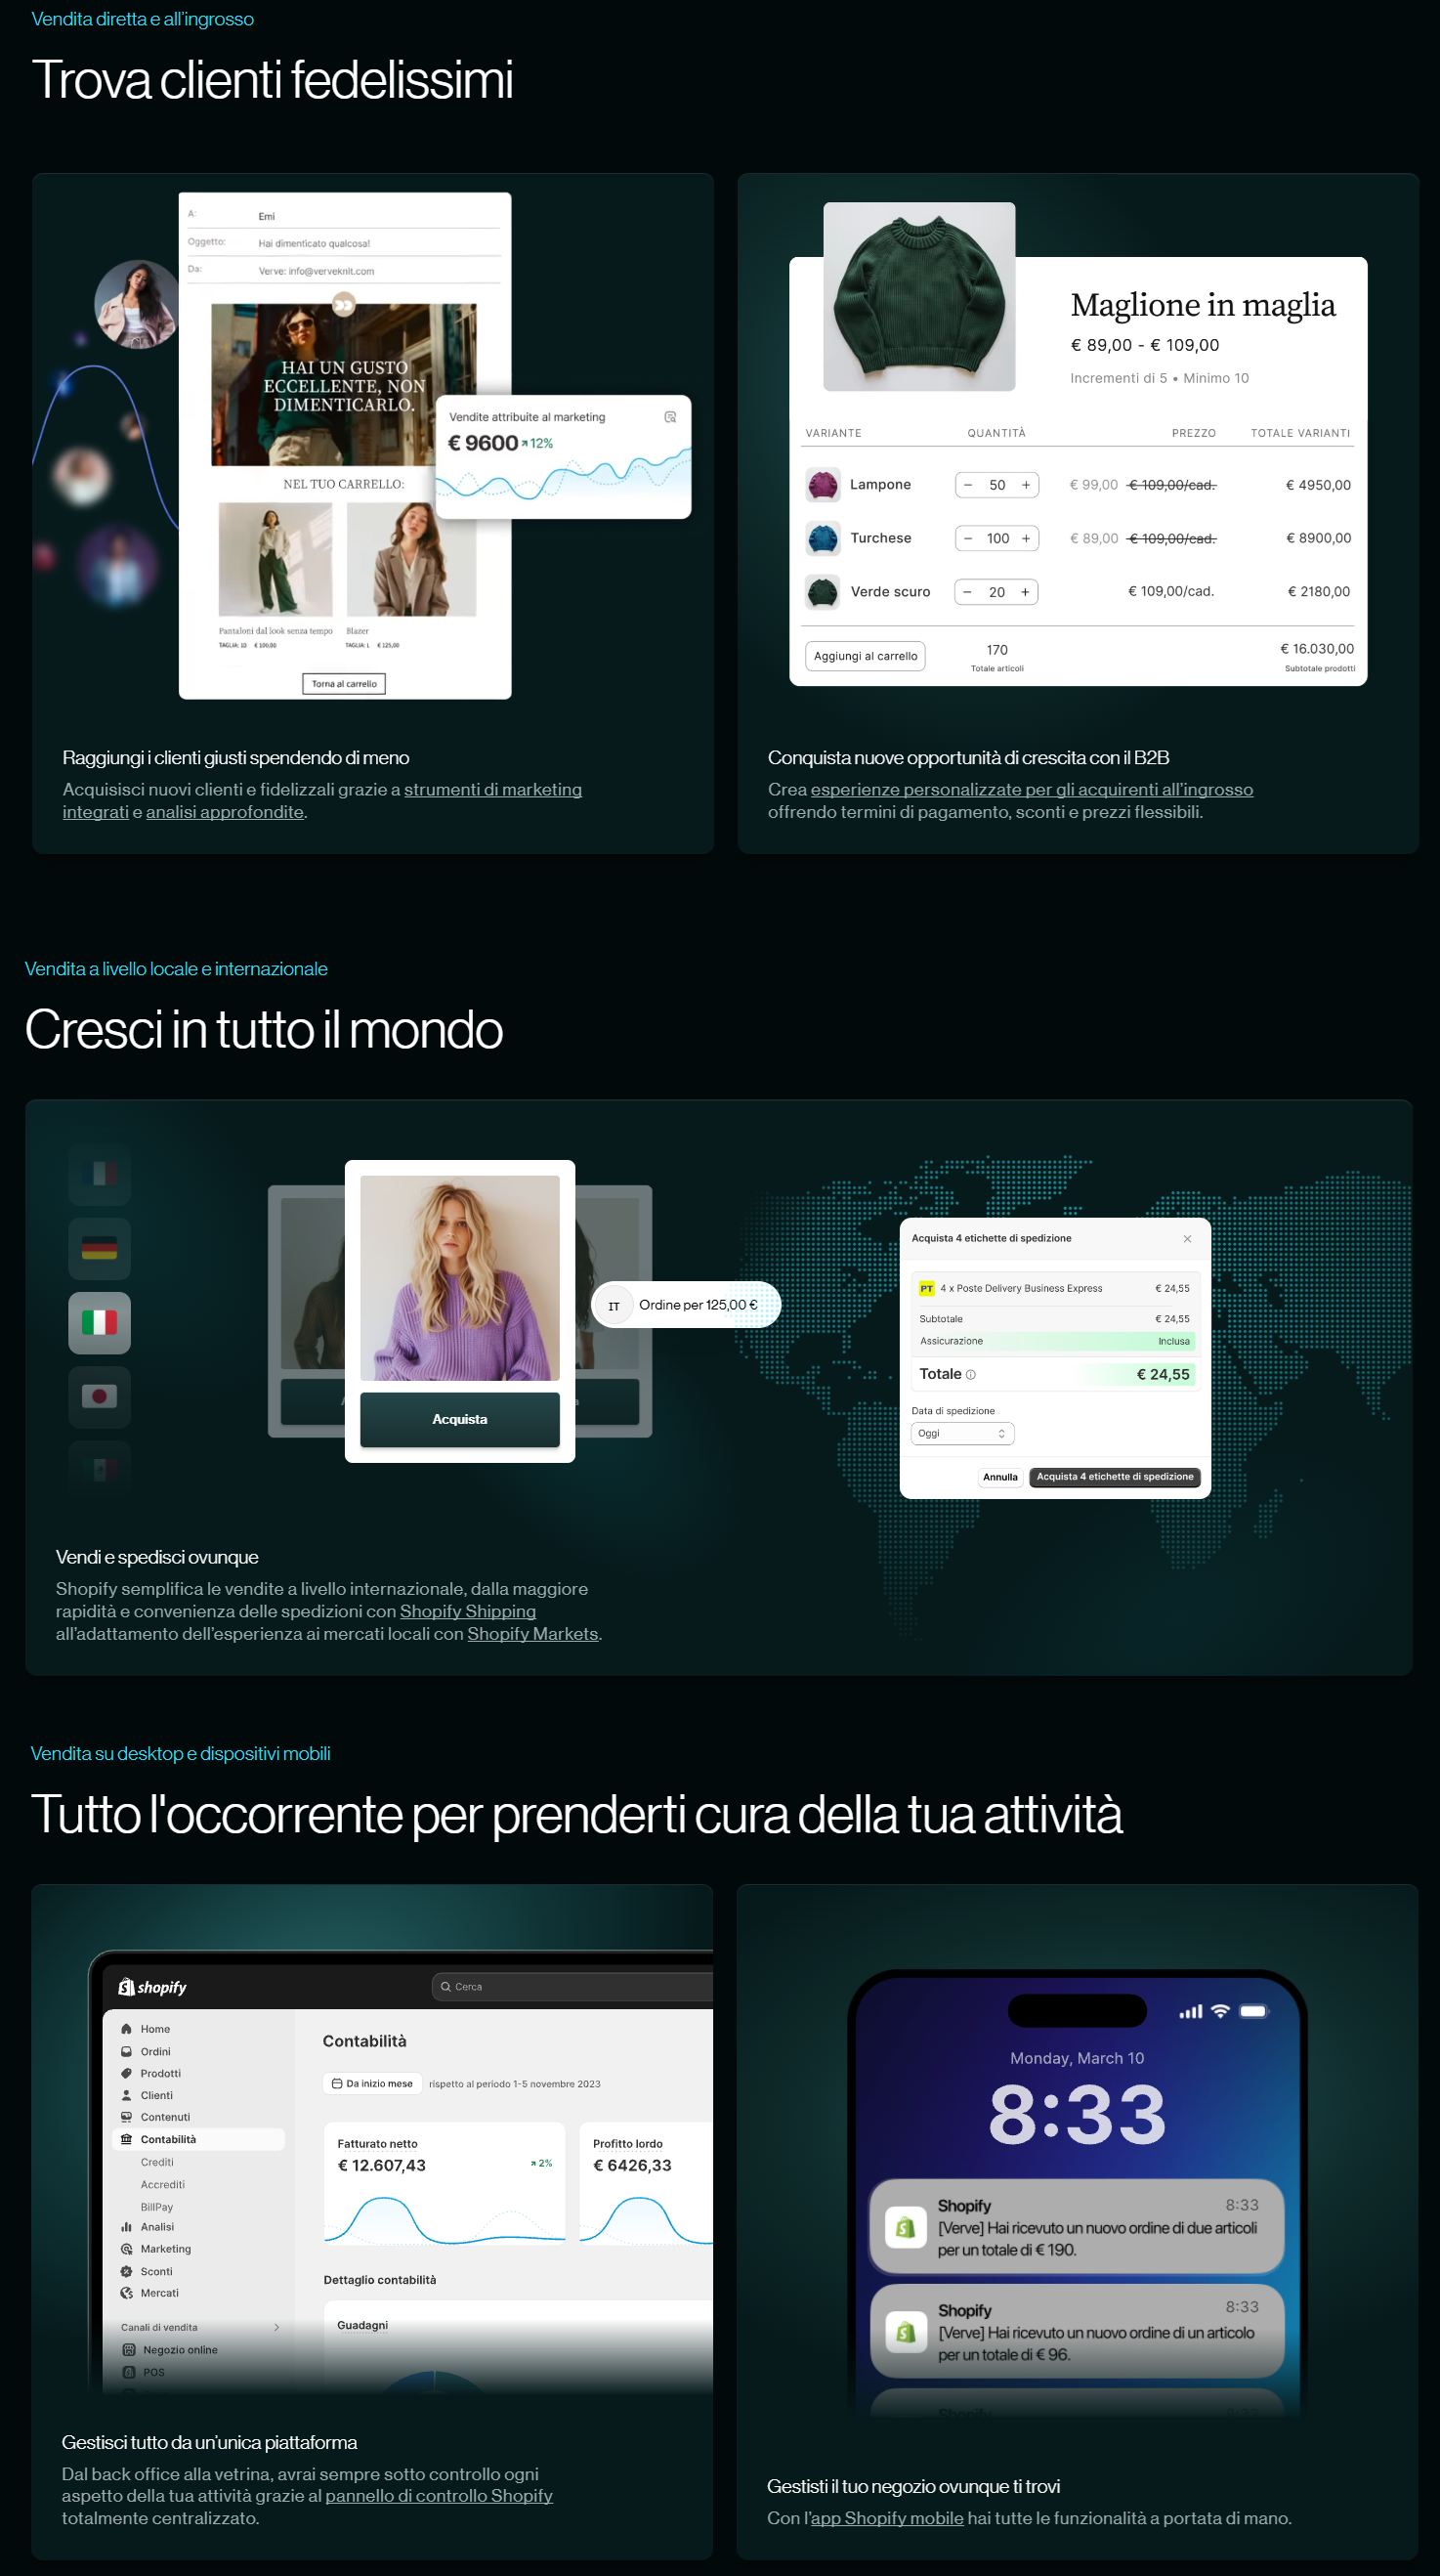 Vendita diretta e all'ingrosso
Trova clienti fedelissimi
A:
Emi
Oggetto:
Hai dimenticato qualcosa!
Da:
Verve: info@verveknit.com
HAI UN GUSTO
ECCELLENTE, NON
DIMENTICARLO.
Vendite attribuite al marketing
€ 9600 12%
NEL TUO CARRELLO:
Pantaloni dal look senza tempo
TAGLIA: 10 € 100,00
Blazer
TAGLIA: L € 125,00
Torna al carrello
Raggiungi i clienti giusti spendendo di meno
Acquisisci nuovi clienti e fidelizzali grazie a strumenti di marketing
integrati e analisi approfondite.
Maglione in maglia
€ 89,00 - € 109,00
Incrementi di 5 • Minimo 10
VARIANTE QUANTITÀ PREZZO TOTALE VARIANTI
Lampone − 50 + € 99,00 € 109,00/cad. € 4950,00
Turchese − 100 + € 89,00 € 109,00/cad. € 8900,00
Verde scuro − 20 + € 109,00/cad. € 2180,00
Aggiungi al carrello
170
Totale articoli
€ 16.030,00
Subtotale prodotti
Conquista nuove opportunità di crescita con il B2B
Crea esperienze personalizzate per gli acquirenti all'ingrosso
offrendo termini di pagamento, sconti e prezzi flessibili.
Vendita a livello locale e internazionale
Cresci in tutto il mondo
Acquista
IT Ordine per 125,00 €
Acquista 4 etichette di spedizione
PT 4 x Poste Delivery Business Express € 24,55
Subtotale € 24,55
Assicurazione Inclusa
Totale € 24,55
Data di spedizione
Oggi
Annulla Acquista 4 etichette di spedizione
Vendi e spedisci ovunque
Shopify semplifica le vendite a livello internazionale, dalla maggiore
rapidità e convenienza delle spedizioni con Shopify Shipping
all'adattamento dell'esperienza ai mercati locali con Shopify Markets.
Vendita su desktop e dispositivi mobili
Tutto l'occorrente per prenderti cura della tua attività
shopify
Cerca
Home
Ordini
Prodotti
Clienti
Contenuti
Contabilità
Crediti
Accrediti
BillPay
Analisi
Marketing
Sconti
Mercati
Canali di vendita
Negozio online
POS
Contabilità
Da inizio mese rispetto al periodo 1-5 novembre 2023
Fatturato netto
€ 12.607,43 2%
Profitto lordo
€ 6426,33
Dettaglio contabilità
Guadagni
Gestisci tutto da un'unica piattaforma
Dal back office alla vetrina, avrai sempre sotto controllo ogni
aspetto della tua attività grazie al pannello di controllo Shopify
totalmente centralizzato.
Monday, March 10
8:33
Shopify 8:33
[Verve] Hai ricevuto un nuovo ordine di due articoli
per un totale di € 190.
Shopify 8:33
[Verve] Hai ricevuto un nuovo ordine di un articolo
per un totale di € 96.
Shopify 8:33
Gestisti il tuo negozio ovunque ti trovi
Con l'app Shopify mobile hai tutte le funzionalità a portata di mano.